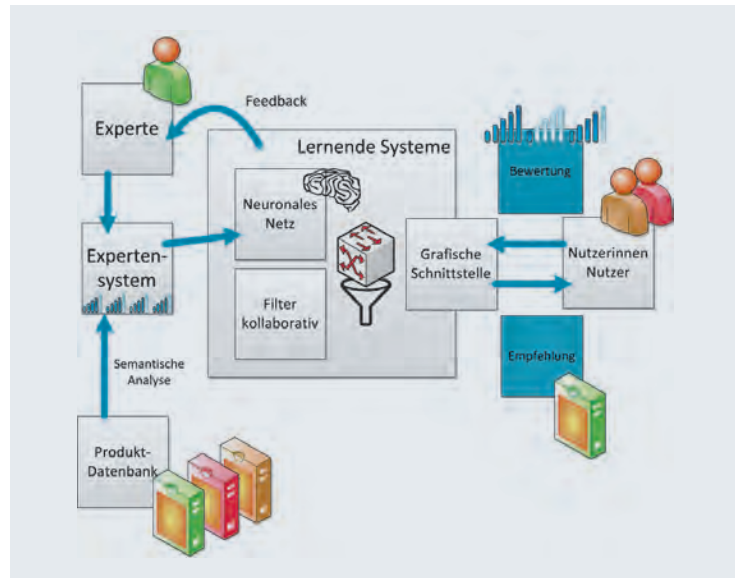 Feedback
Experte
Lernende Systeme
Bewertung
Neuronales
Netz
Experten-
system
Grafische
Schnittstelle
Nutzerinnen
Nutzer
Filter
kollaborativ
Semantische
Analyse
Empfehlung
Produkt-
Datenbank